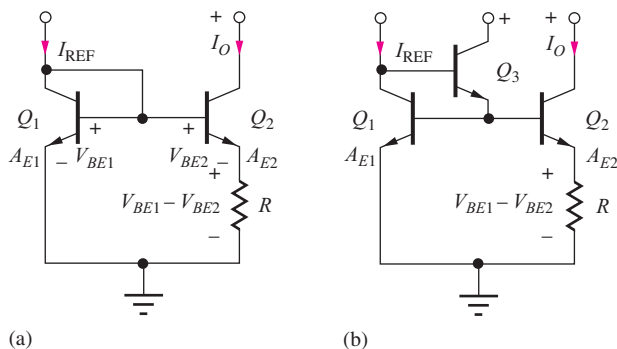 +
+
+
I_REF
I_O
I_REF
I_O
Q_3
Q_1
+
+
Q_2
Q_1
+
Q_2
A_E1
−
V_BE1
V_BE2
−
A_E2
A_E1
A_E2
+
+
V_BE1 − V_BE2
R
V_BE1 − V_BE2
R
−
−
(a)
(b)